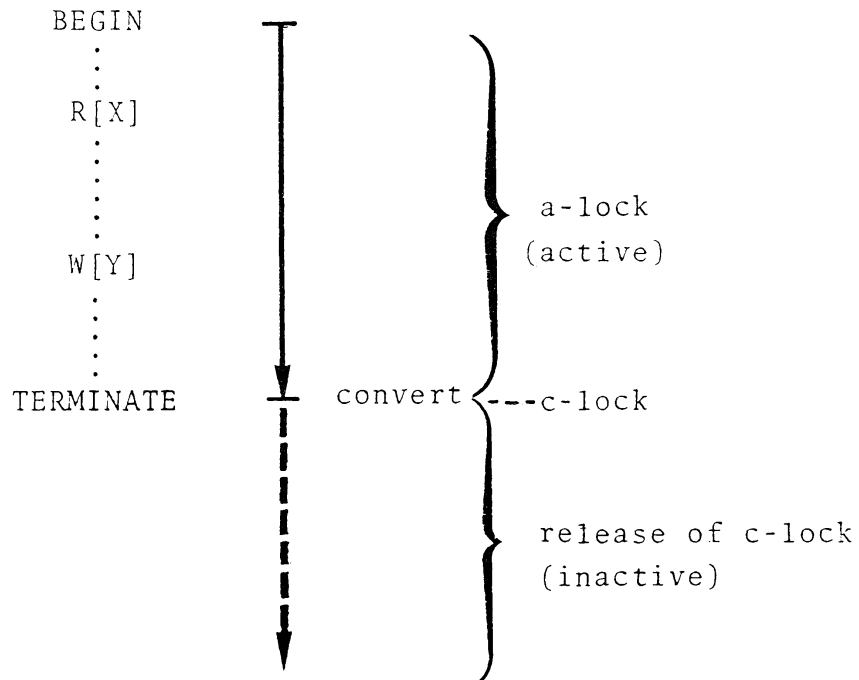 BEGIN
R[X]
W[Y]
TERMINATE
a-lock
(active)
convert
c-lock
release of c-lock
(inactive)